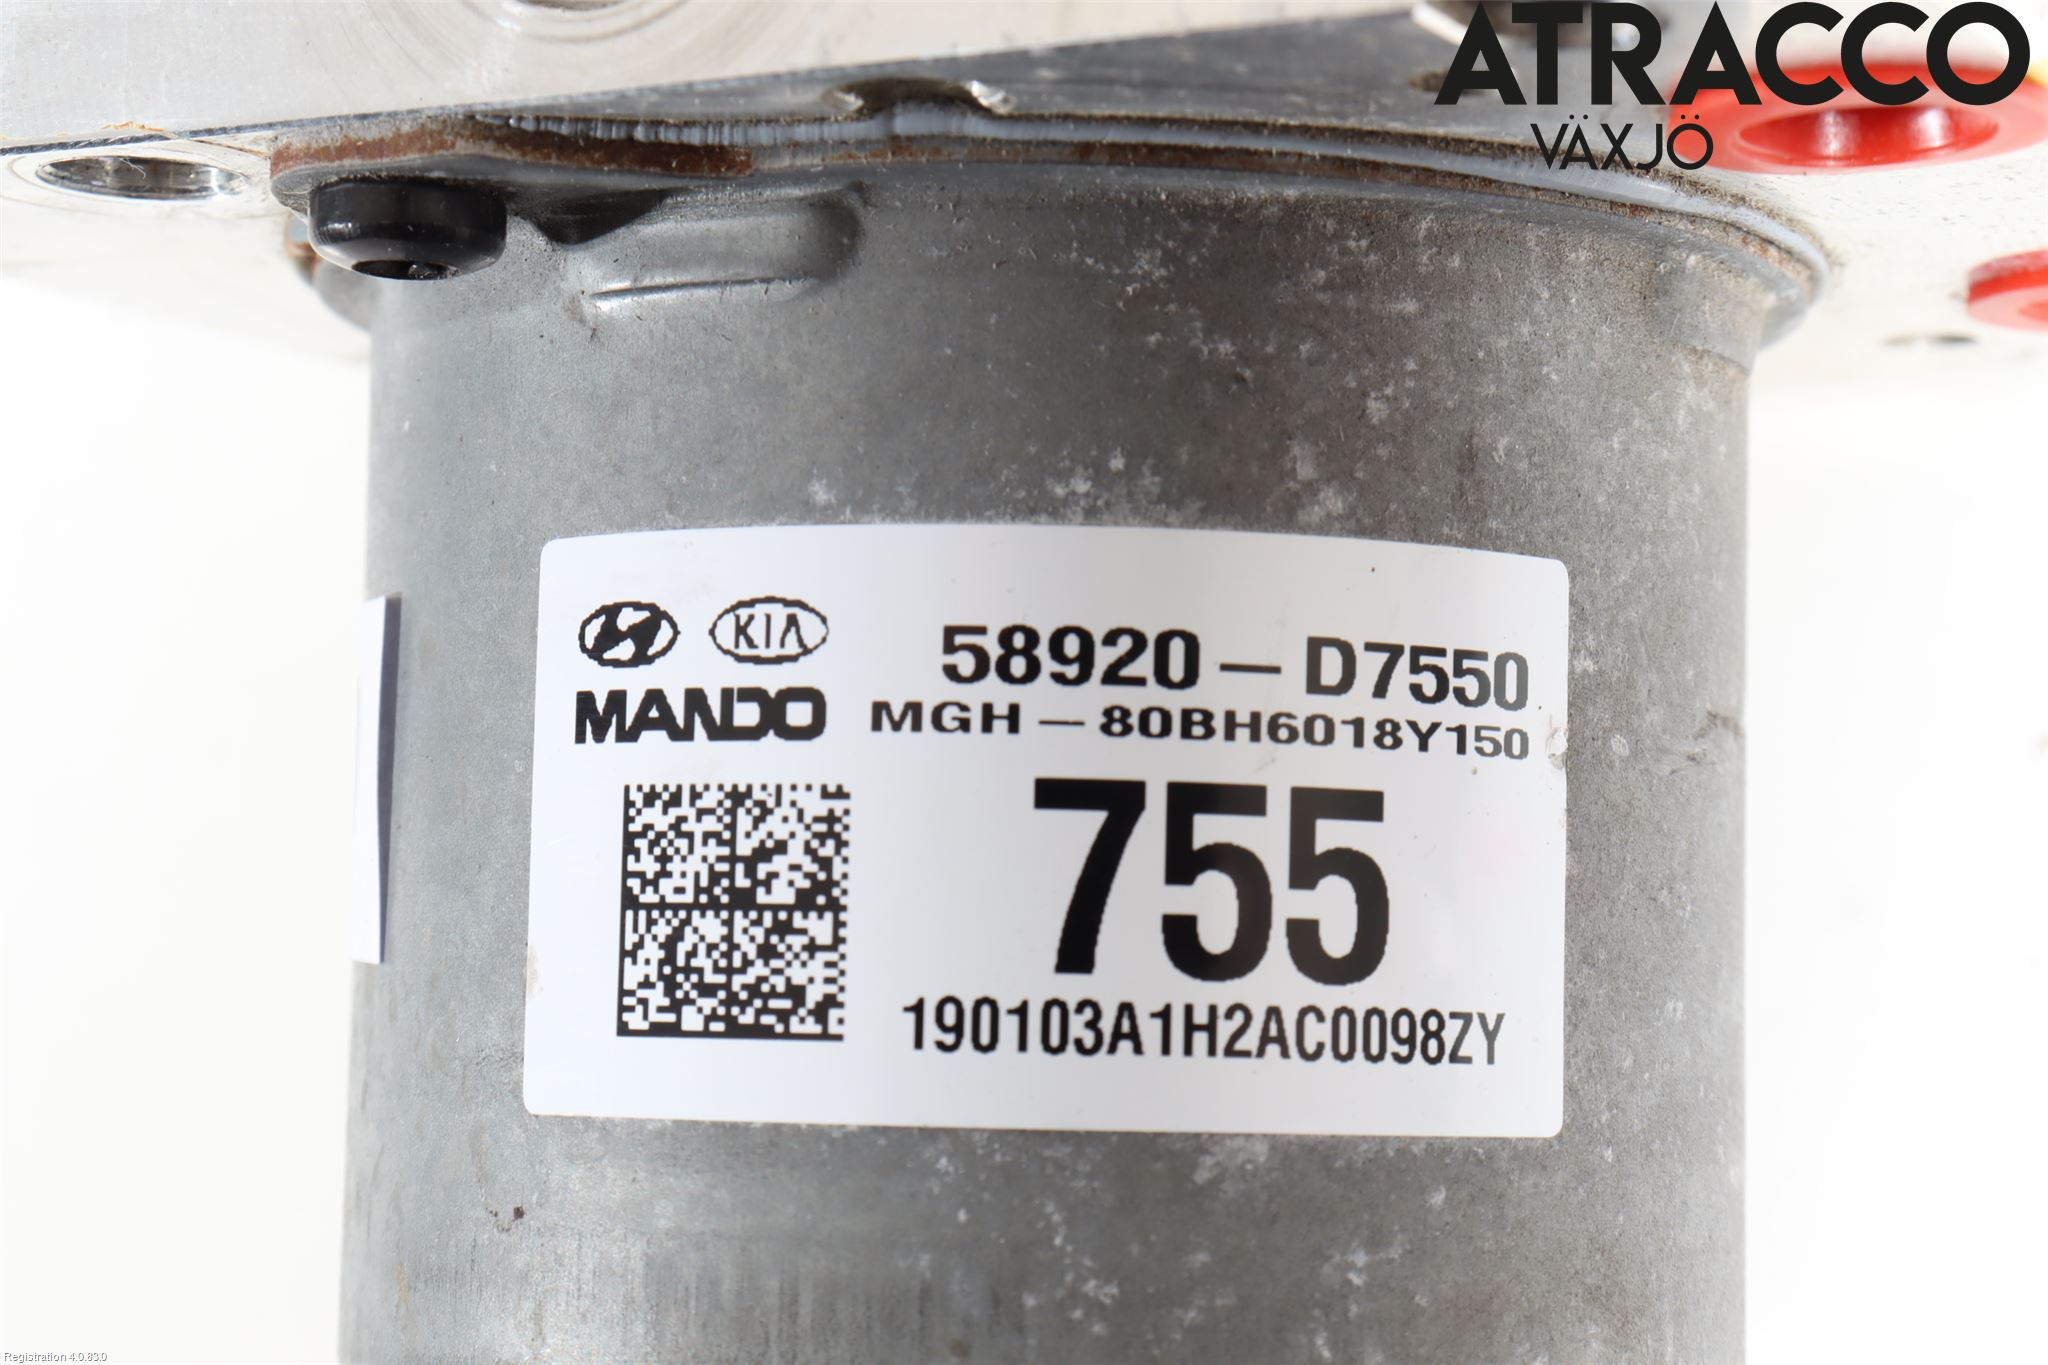 ATRACCO
VÄXJÖ
KIA
58920 – D7550
MANDO
MGH – 80BH6018Y150
755
190103A1H2AC0098ZY
Registration 4.0.83.0